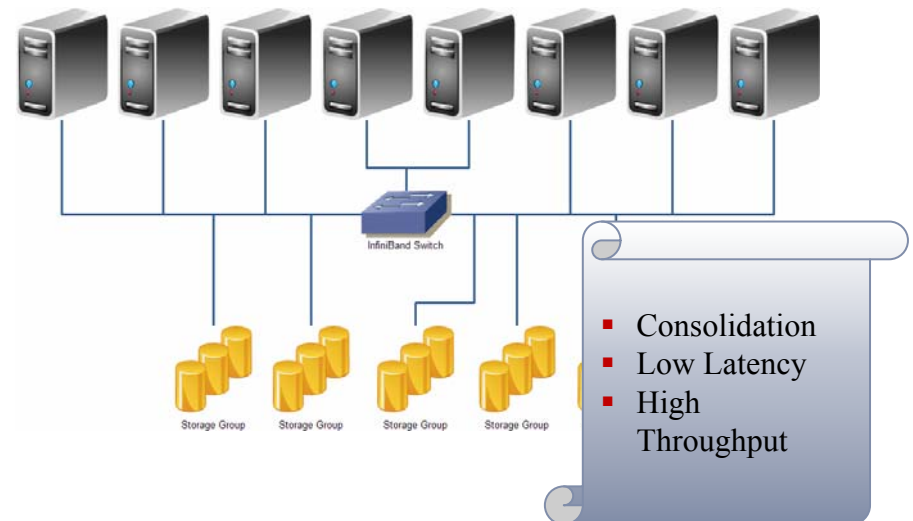 InfiniBand Switch
Consolidation
Low Latency
High
Throughput
Storage Group
Storage Group
Storage Group
Storage Group